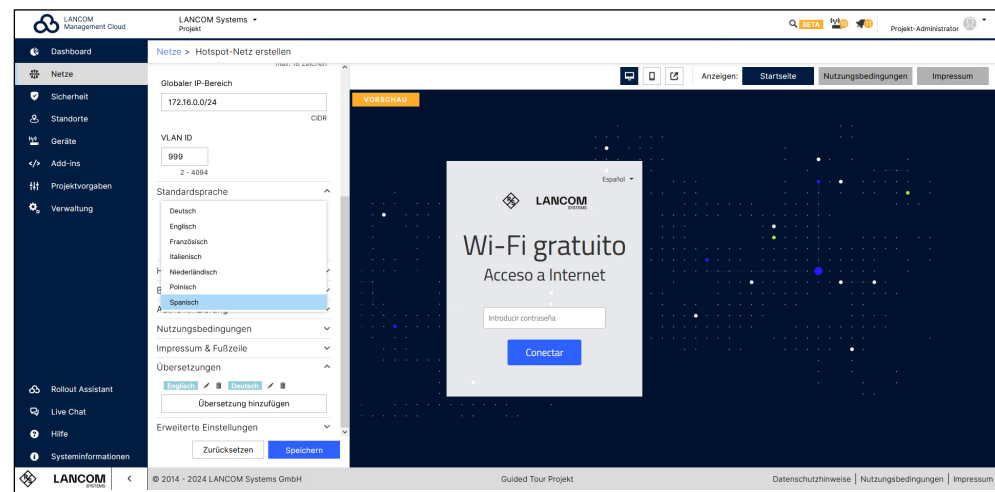 LANCOM
Management Cloud
LANCOM Systems
Projekt
BETA
Projekt-Administrator
Dashboard
Netze
Sicherheit
Standorte
Geräte
Add-ins
Projektvorgaben
Verwaltung
Rollout Assistant
Live Chat
Hilfe
Systeminformationen
LANCOM
SYSTEMS
Netze > Hotspot-Netz erstellen
max. 16 Zeichen
Globaler IP-Bereich
172.16.0.0/24
CIDR
VLAN ID
999
2 - 4094
Standardsprache
Deutsch
Englisch
Französisch
Italienisch
Niederländisch
Polnisch
Spanisch
Nutzungsbedingungen
Impressum & Fußzeile
Übersetzungen
Englisch Deutsch
Übersetzung hinzufügen
Erweiterte Einstellungen
Zurücksetzen Speichern
Anzeigen: Startseite Nutzungsbedingungen Impressum
VORSCHAU
Español
LANCOM
SYSTEMS
Wi-Fi gratuito
Acceso a Internet
Introducir contraseña
Conectar
© 2014 - 2024 LANCOM Systems GmbH
Guided Tour Projekt
Datenschutzhinweise | Nutzungsbedingungen | Impressum